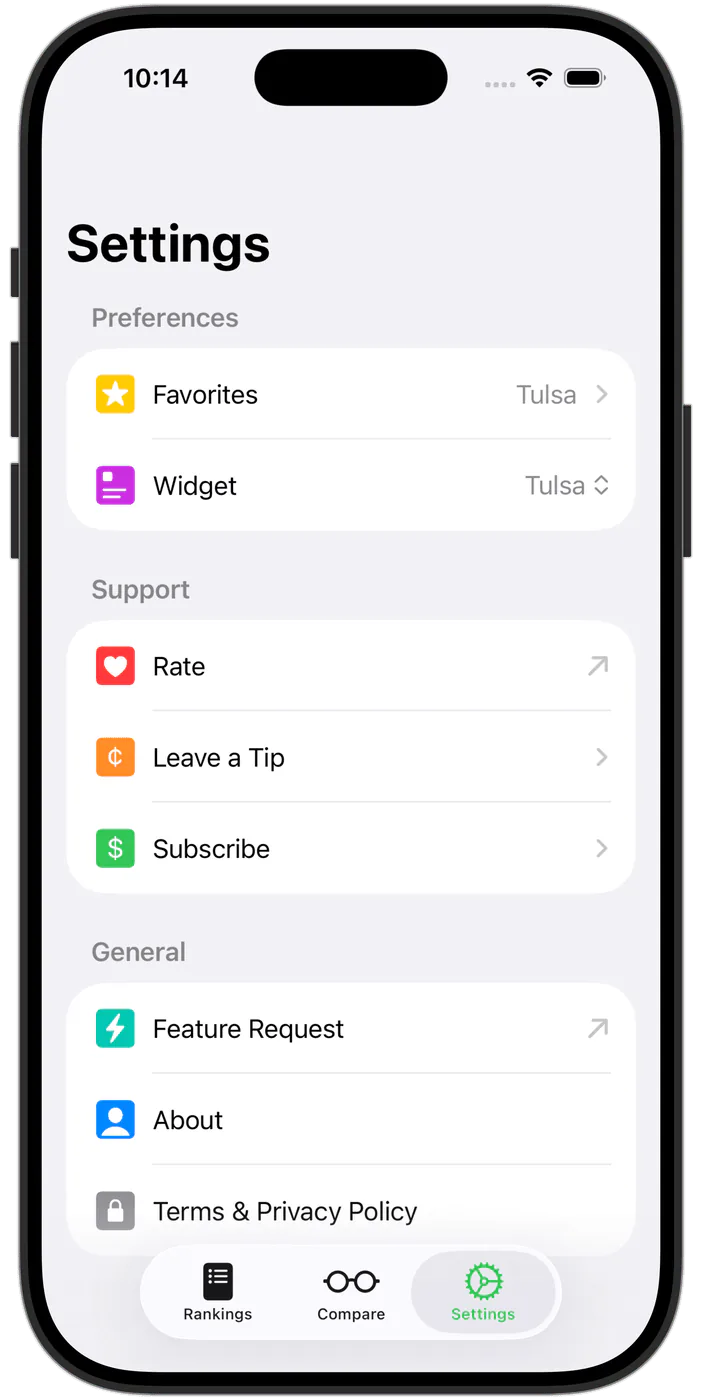 10:14
Settings
Preferences
Favorites Tulsa
Widget Tulsa
Support
Rate
¢ Leave a Tip
$ Subscribe
General
Feature Request
About
Terms & Privacy Policy
Rankings Compare Settings